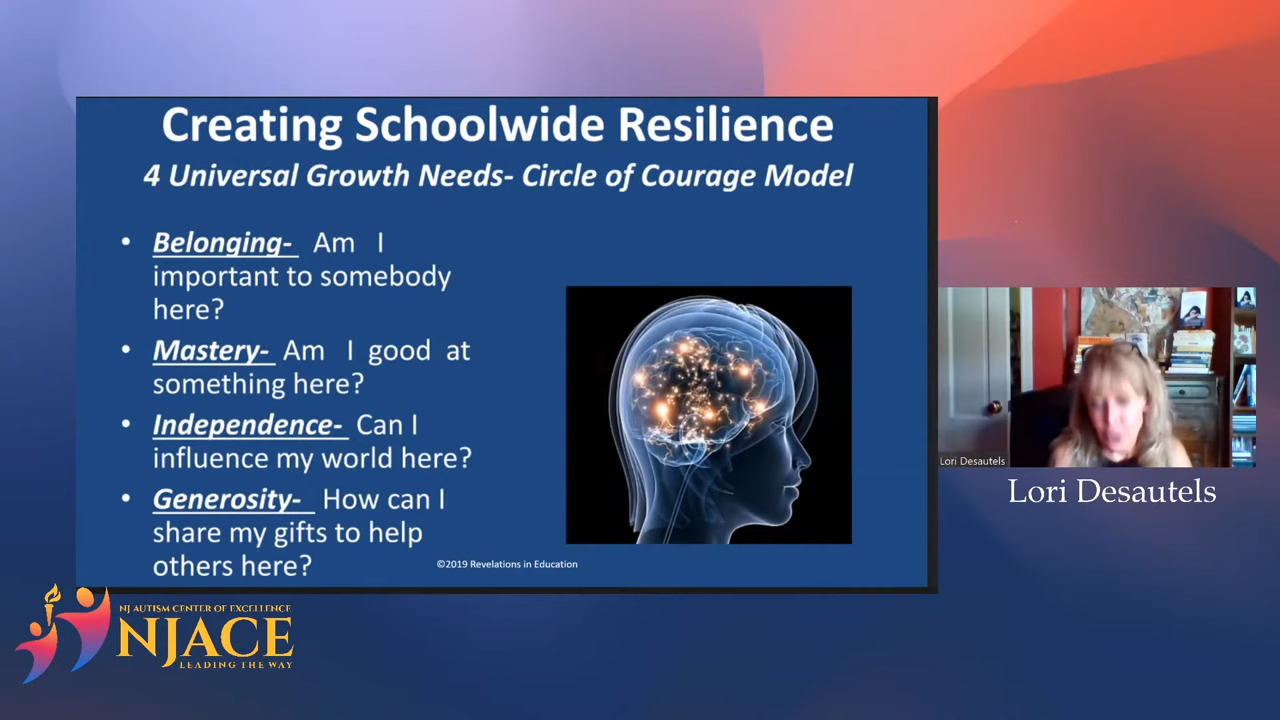 Creating Schoolwide Resilience
4 Universal Growth Needs- Circle of Courage Model
• Belonging- Am I
important to somebody
here?
• Mastery- Am I good at
something here?
• Independence- Can I
influence my world here?
• Generosity- How can I
share my gifts to help
others here?
©2019 Revelations in Education
Lori Desautels
Lori Desautels
NJ AUTISM CENTER OF EXCELLENCE
NJACE
LEADING THE WAY